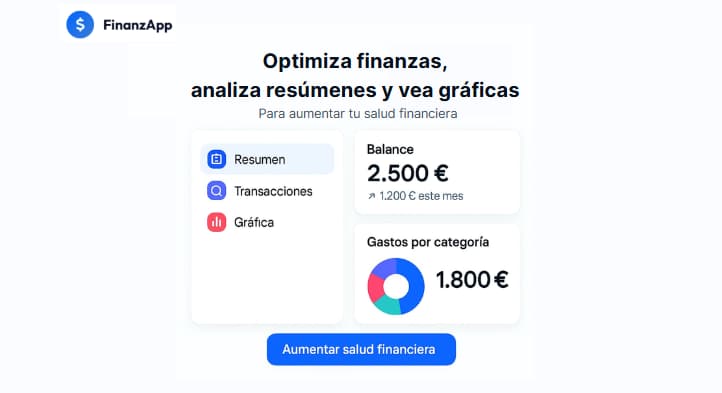 $ FinanzApp
Optimiza finanzas,
analiza resúmenes y vea gráficas
Para aumentar tu salud financiera
Resumen
Transacciones
Gráfica
Balance
2.500 €
↗ 1.200 € este mes
Gastos por categoría
1.800 €
Aumentar salud financiera